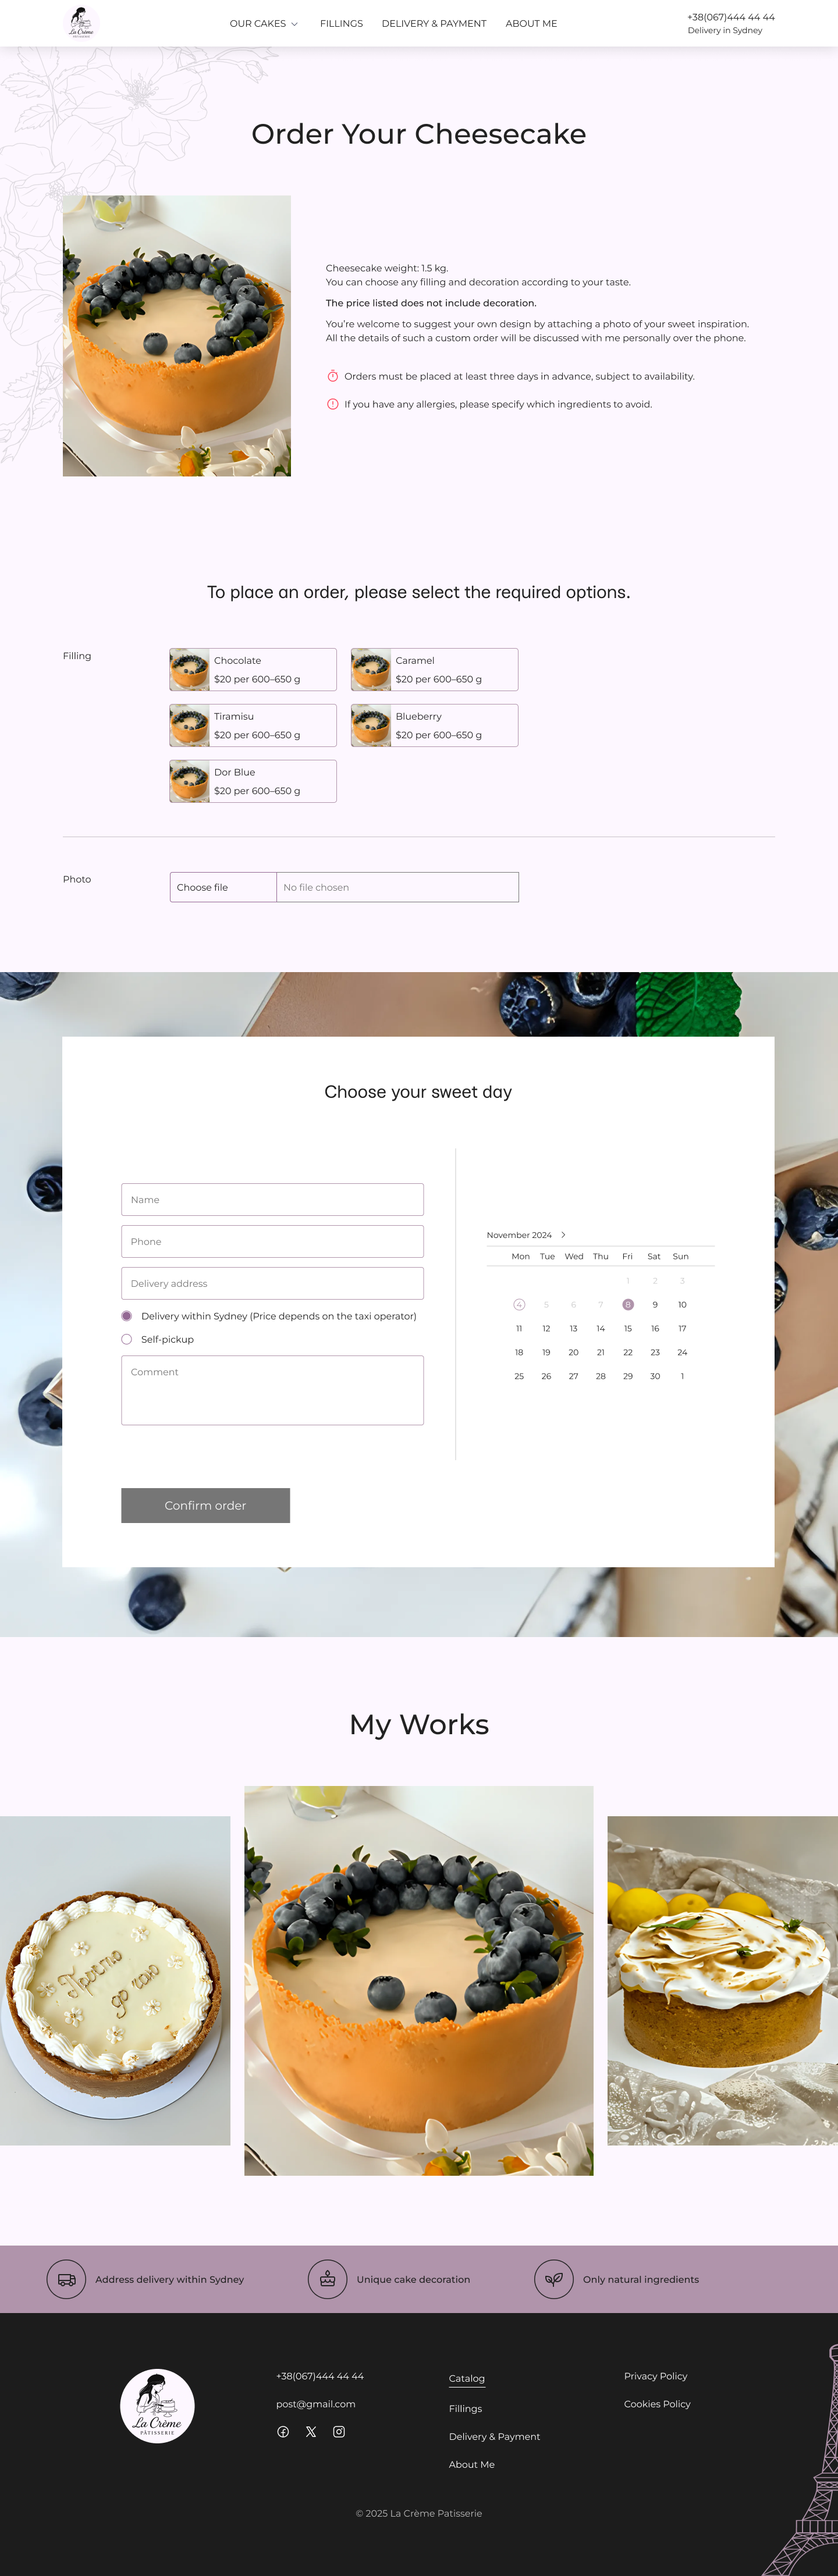 La Crème
PÂTISSERIE
OUR CAKES
FILLINGS
DELIVERY & PAYMENT
ABOUT ME
+38(067)444 44 44
Delivery in Sydney
Order Your Cheesecake
Cheesecake weight: 1.5 kg.
You can choose any filling and decoration according to your taste.
The price listed does not include decoration.
You're welcome to suggest your own design by attaching a photo of your sweet inspiration.
All the details of such a custom order will be discussed with me personally over the phone.
Orders must be placed at least three days in advance, subject to availability.
If you have any allergies, please specify which ingredients to avoid.
To place an order, please select the required options.
Filling
Chocolate
$20 per 600–650 g
Caramel
$20 per 600–650 g
Tiramisu
$20 per 600–650 g
Blueberry
$20 per 600–650 g
Dor Blue
$20 per 600–650 g
Photo
Choose file
No file chosen
Choose your sweet day
Name
Phone
Delivery address
Delivery within Sydney (Price depends on the taxi operator)
Self-pickup
Comment
Confirm order
November 2024
Mon Tue Wed Thu Fri Sat Sun
1 2 3
4 5 6 7 8 9 10
11 12 13 14 15 16 17
18 19 20 21 22 23 24
25 26 27 28 29 30 1
My Works
Просто
до чаю
Address delivery within Sydney
Unique cake decoration
Only natural ingredients
La Crème
PÂTISSERIE
+38(067)444 44 44
post@gmail.com
Catalog
Fillings
Delivery & Payment
About Me
Privacy Policy
Cookies Policy
© 2025 La Crème Patisserie